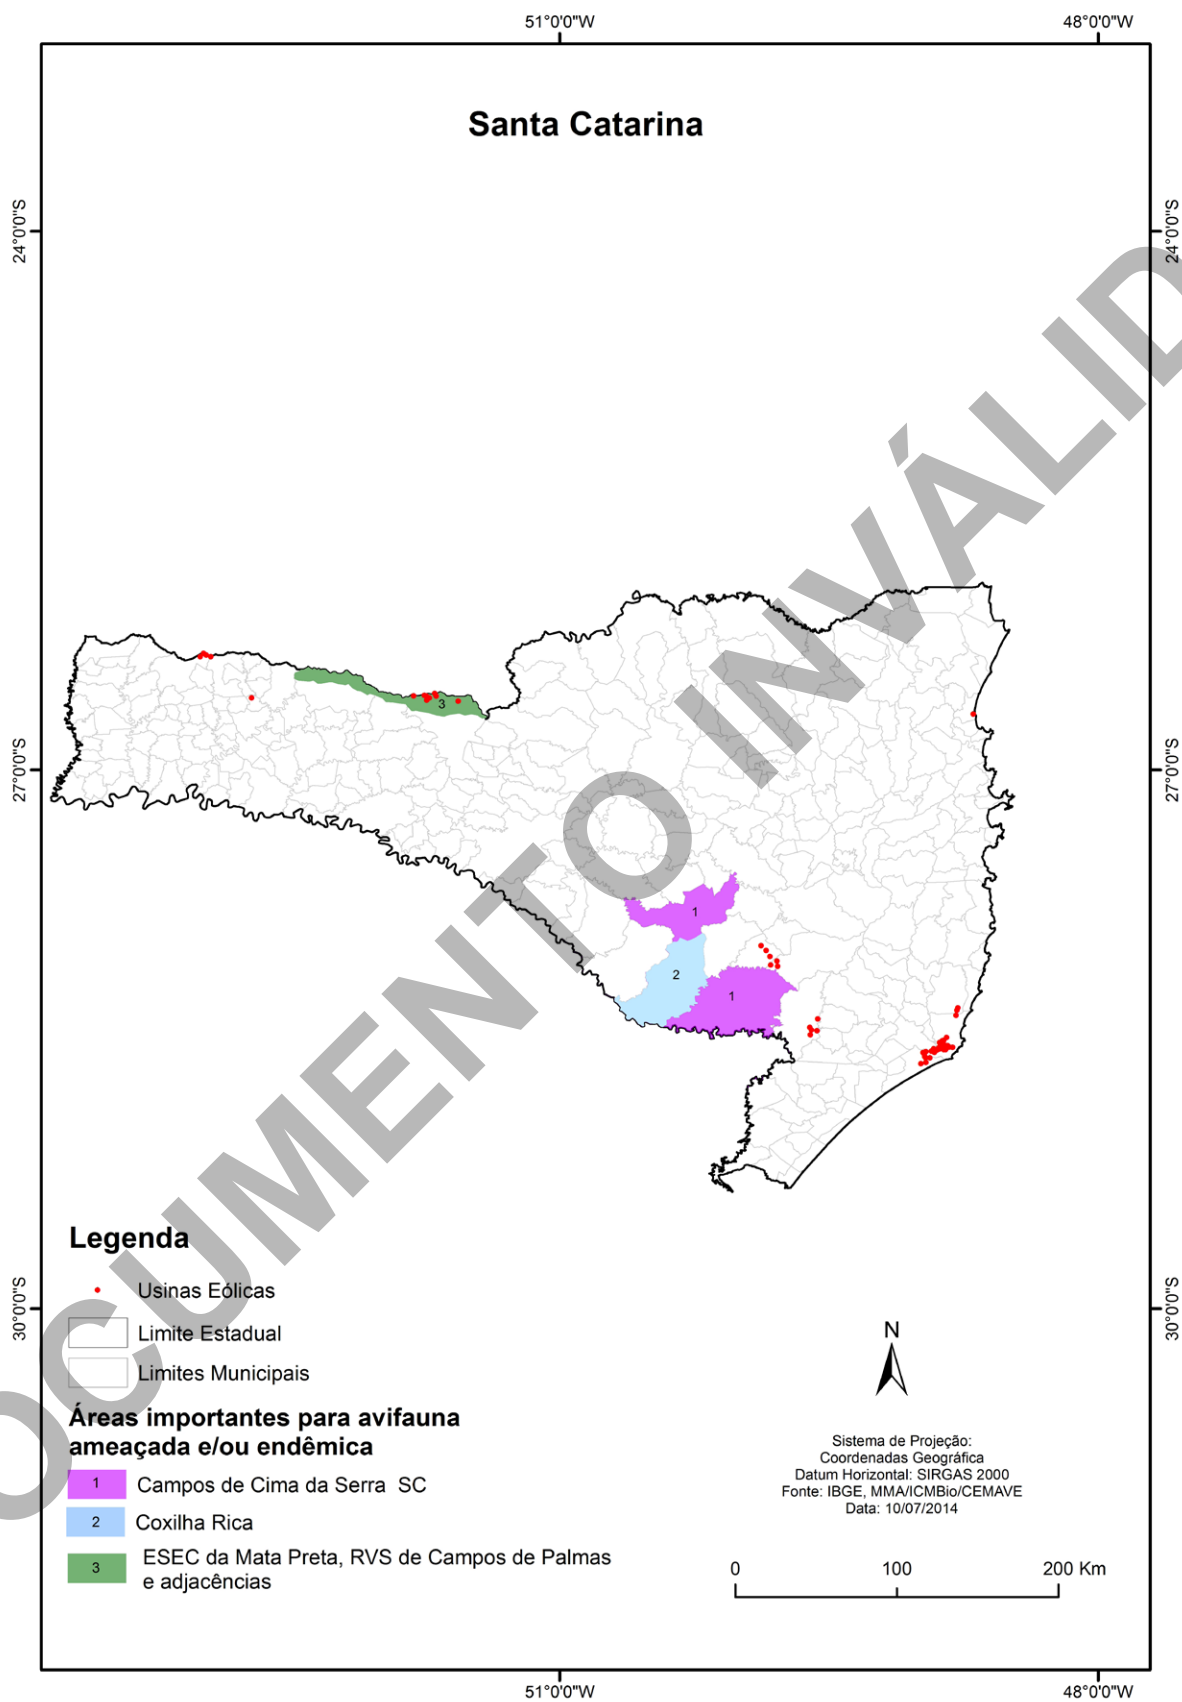 51°0'0"W
48°0'0"W
Santa Catarina
24°0'0"S
24°0'0"S
27°0'0"S
27°0'0"S
30°0'0"S
30°0'0"S
DOCUMENTO INVÁLID
3
1
2
1
Legenda
Usinas Eólicas
Limite Estadual
Limites Municipais
Áreas importantes para avifauna
ameaçada e/ou endêmica
1 Campos de Cima da Serra SC
2 Coxilha Rica
3 ESEC da Mata Preta, RVS de Campos de Palmas
e adjacências
N
Sistema de Projeção:
Coordenadas Geográfica
Datum Horizontal: SIRGAS 2000
Fonte: IBGE, MMA/ICMBio/CEMAVE
Data: 10/07/2014
0 100 200 Km
51°0'0"W
48°0'0"W